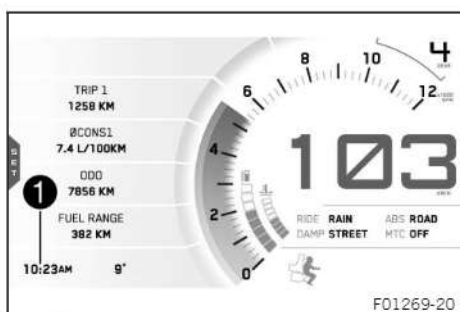 TRIP 1
1258 KM
ØCONS1
7.4 L/100KM
ODO
7856 KM
FUEL RANGE
382 KM
SET
1
10:23AM 9°
0
2
4
6
8
10
12
4
GEAR
103
KM/H
RIDE RAIN ABS ROAD
DAMP STREET MTC OFF
F01269-20